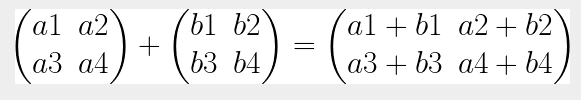 ( a1 a2 ) + ( b1 b2 ) = ( a1 + b1 a2 + b2 )
( a3 a4 ) ( b3 b4 ) ( a3 + b3 a4 + b4 )